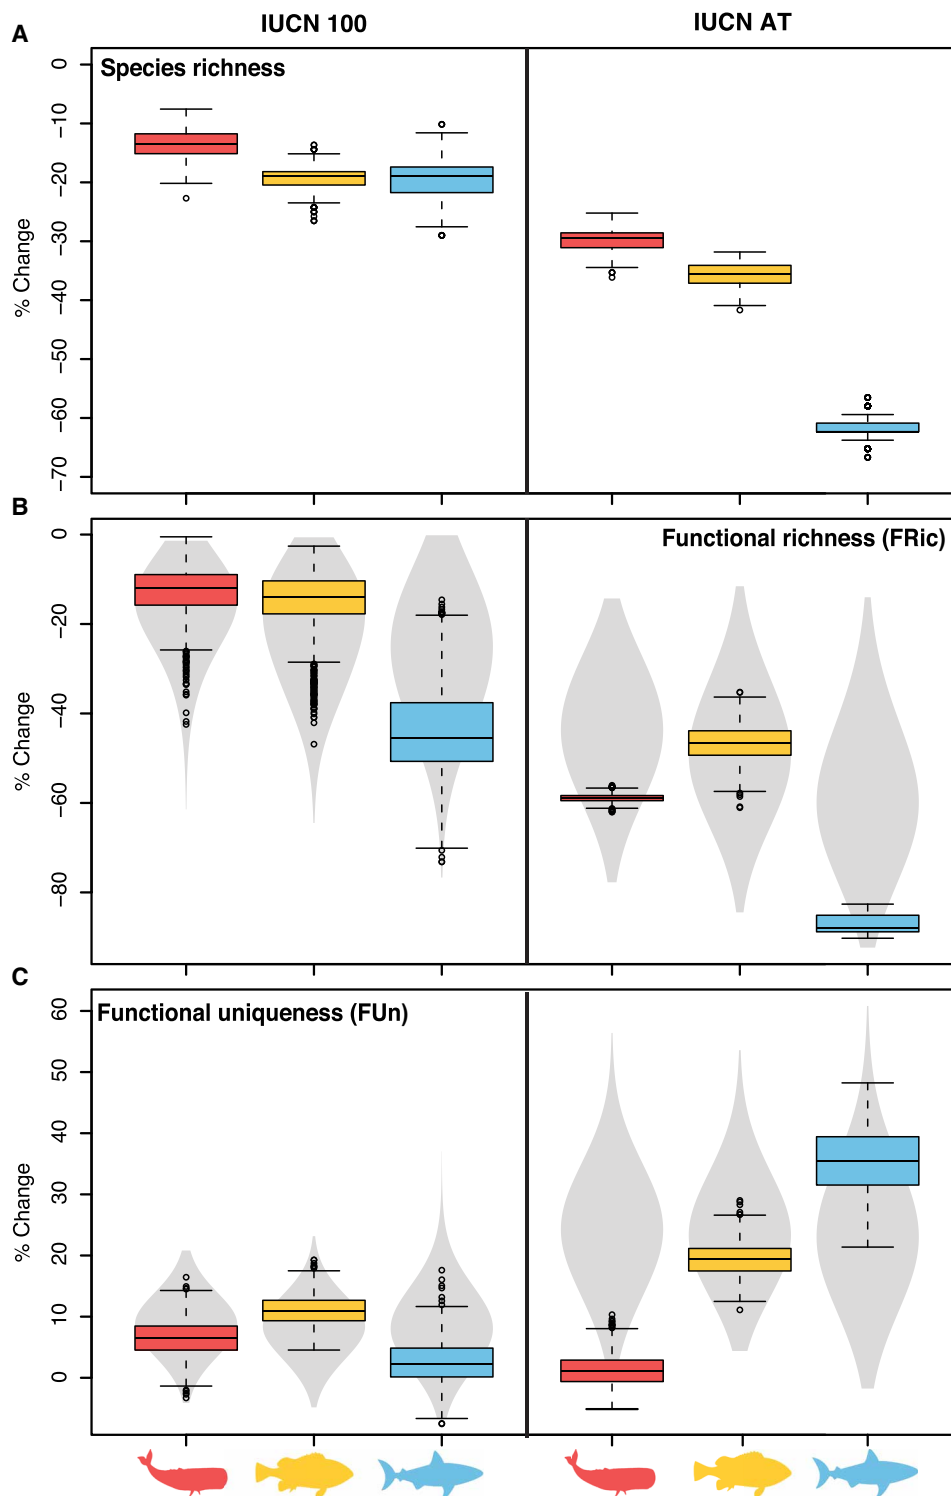 IUCN 100
IUCN AT
A
Species richness
% Change
0
−10
−20
−30
−40
−50
−60
−70
B
Functional richness (FRic)
% Change
0
−20
−40
−60
−80
C
Functional uniqueness (FUn)
% Change
60
50
40
30
20
10
0